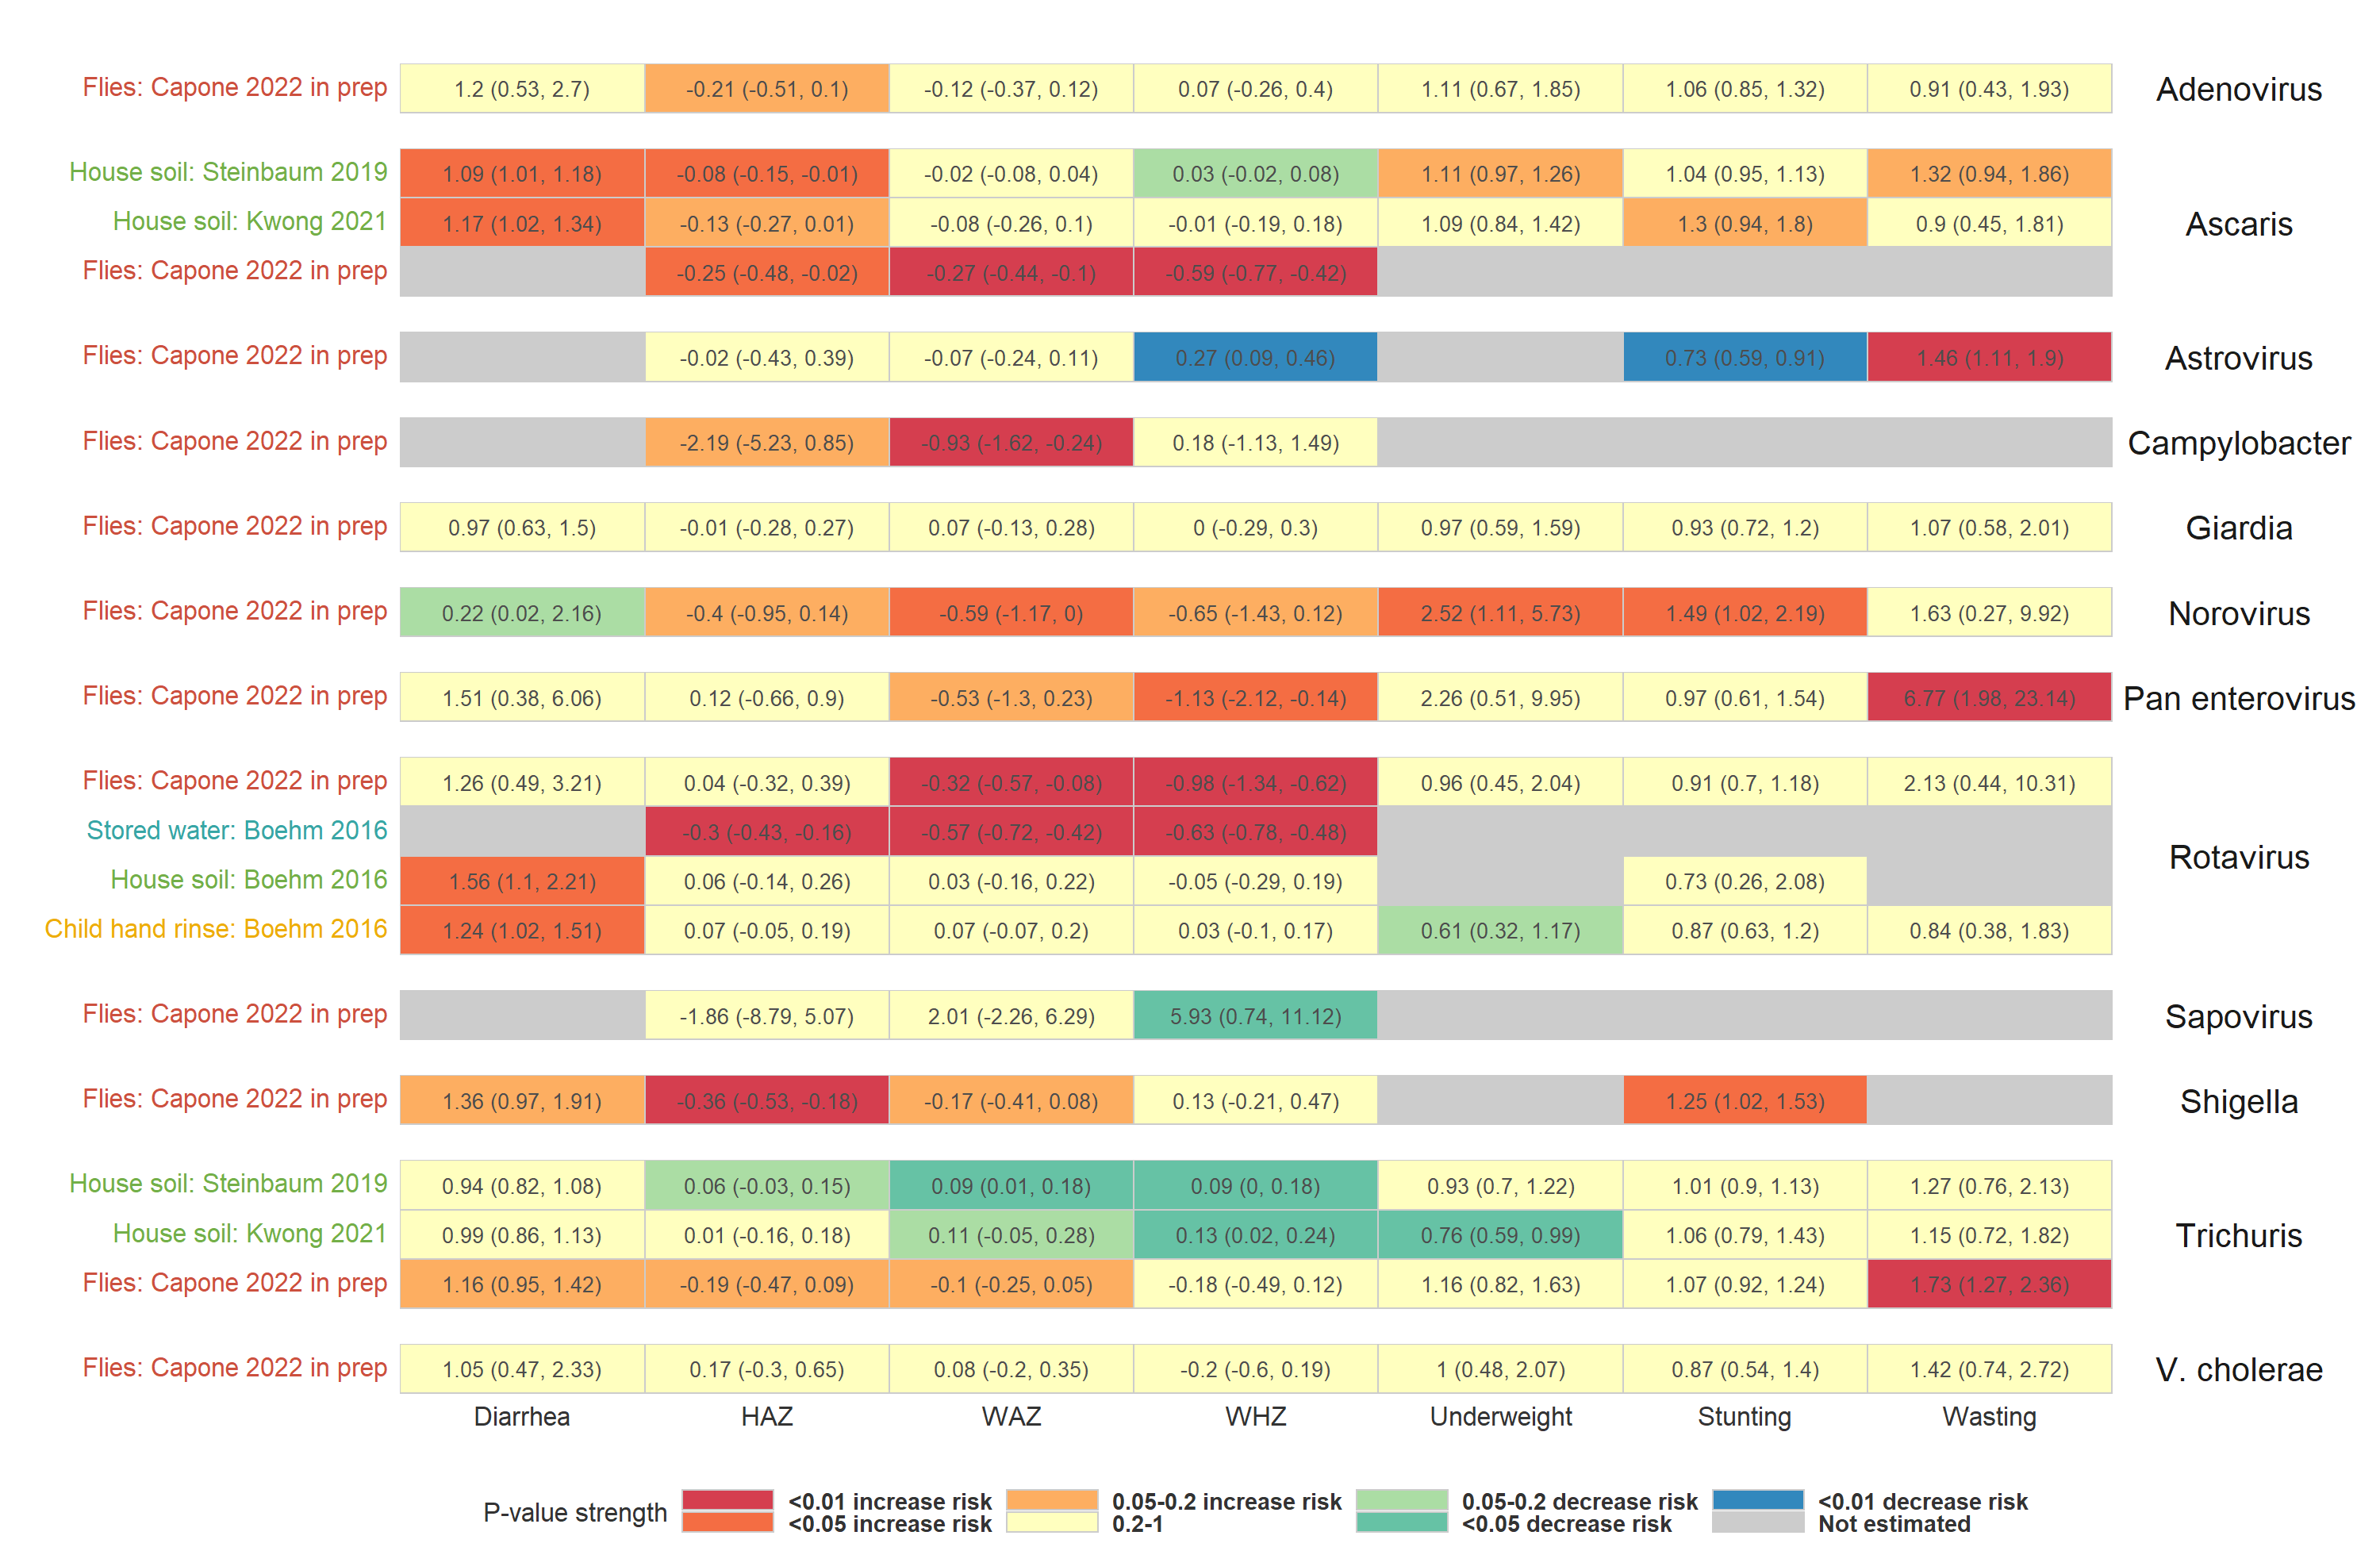 Flies: Capone 2022 in prep 1.2 (0.53, 2.7) -0.21 (-0.51, 0.1) -0.12 (-0.37, 0.12) 0.07 (-0.26, 0.4) 1.11 (0.67, 1.85) 1.06 (0.85, 1.32) 0.91 (0.43, 1.93) Adenovirus
House soil: Steinbaum 2019 1.09 (1.01, 1.18) -0.08 (-0.15, -0.01) -0.02 (-0.08, 0.04) 0.03 (-0.02, 0.08) 1.11 (0.97, 1.26) 1.04 (0.95, 1.13) 1.32 (0.94, 1.86)
House soil: Kwong 2021 1.17 (1.02, 1.34) -0.13 (-0.27, 0.01) -0.08 (-0.26, 0.1) -0.01 (-0.19, 0.18) 1.09 (0.84, 1.42) 1.3 (0.94, 1.8) 0.9 (0.45, 1.81) Ascaris
Flies: Capone 2022 in prep -0.25 (-0.48, -0.02) -0.27 (-0.44, -0.1) -0.59 (-0.77, -0.42)
Flies: Capone 2022 in prep -0.02 (-0.43, 0.39) -0.07 (-0.24, 0.11) 0.27 (0.09, 0.46) 0.73 (0.59, 0.91) 1.46 (1.11, 1.9) Astrovirus
Flies: Capone 2022 in prep -2.19 (-5.23, 0.85) -0.93 (-1.62, -0.24) 0.18 (-1.13, 1.49) Campylobacter
Flies: Capone 2022 in prep 0.97 (0.63, 1.5) -0.01 (-0.28, 0.27) 0.07 (-0.13, 0.28) 0 (-0.29, 0.3) 0.97 (0.59, 1.59) 0.93 (0.72, 1.2) 1.07 (0.58, 2.01) Giardia
Flies: Capone 2022 in prep 0.22 (0.02, 2.16) -0.4 (-0.95, 0.14) -0.59 (-1.17, 0) -0.65 (-1.43, 0.12) 2.52 (1.11, 5.73) 1.49 (1.02, 2.19) 1.63 (0.27, 9.92) Norovirus
Flies: Capone 2022 in prep 1.51 (0.38, 6.06) 0.12 (-0.66, 0.9) -0.53 (-1.3, 0.23) -1.13 (-2.12, -0.14) 2.26 (0.51, 9.95) 0.97 (0.61, 1.54) 6.77 (1.98, 23.14) Pan enterovirus
Flies: Capone 2022 in prep 1.26 (0.49, 3.21) 0.04 (-0.32, 0.39) -0.32 (-0.57, -0.08) -0.98 (-1.34, -0.62) 0.96 (0.45, 2.04) 0.91 (0.7, 1.18) 2.13 (0.44, 10.31)
Stored water: Boehm 2016 -0.3 (-0.43, -0.16) -0.57 (-0.72, -0.42) -0.63 (-0.78, -0.48)
Rotavirus
House soil: Boehm 2016 1.56 (1.1, 2.21) 0.06 (-0.14, 0.26) 0.03 (-0.16, 0.22) -0.05 (-0.29, 0.19) 0.73 (0.26, 2.08)
Child hand rinse: Boehm 2016 1.24 (1.02, 1.51) 0.07 (-0.05, 0.19) 0.07 (-0.07, 0.2) 0.03 (-0.1, 0.17) 0.61 (0.32, 1.17) 0.87 (0.63, 1.2) 0.84 (0.38, 1.83)
Flies: Capone 2022 in prep -1.86 (-8.79, 5.07) 2.01 (-2.26, 6.29) 5.93 (0.74, 11.12) Sapovirus
Flies: Capone 2022 in prep 1.36 (0.97, 1.91) -0.36 (-0.53, -0.18) -0.17 (-0.41, 0.08) 0.13 (-0.21, 0.47) 1.25 (1.02, 1.53) Shigella
House soil: Steinbaum 2019 0.94 (0.82, 1.08) 0.06 (-0.03, 0.15) 0.09 (0.01, 0.18) 0.09 (0, 0.18) 0.93 (0.7, 1.22) 1.01 (0.9, 1.13) 1.27 (0.76, 2.13)
House soil: Kwong 2021 0.99 (0.86, 1.13) 0.01 (-0.16, 0.18) 0.11 (-0.05, 0.28) 0.13 (0.02, 0.24) 0.76 (0.59, 0.99) 1.06 (0.79, 1.43) 1.15 (0.72, 1.82) Trichuris
Flies: Capone 2022 in prep 1.16 (0.95, 1.42) -0.19 (-0.47, 0.09) -0.1 (-0.25, 0.05) -0.18 (-0.49, 0.12) 1.16 (0.82, 1.63) 1.07 (0.92, 1.24) 1.73 (1.27, 2.36)
Flies: Capone 2022 in prep 1.05 (0.47, 2.33) 0.17 (-0.3, 0.65) 0.08 (-0.2, 0.35) -0.2 (-0.6, 0.19) 1 (0.48, 2.07) 0.87 (0.54, 1.4) 1.42 (0.74, 2.72) V. cholerae
Diarrhea HAZ WAZ WHZ Underweight Stunting Wasting
P-value strength
<0.01 increase risk 0.05-0.2 increase risk 0.05-0.2 decrease risk <0.01 decrease risk
<0.05 increase risk 0.2-1 <0.05 decrease risk Not estimated